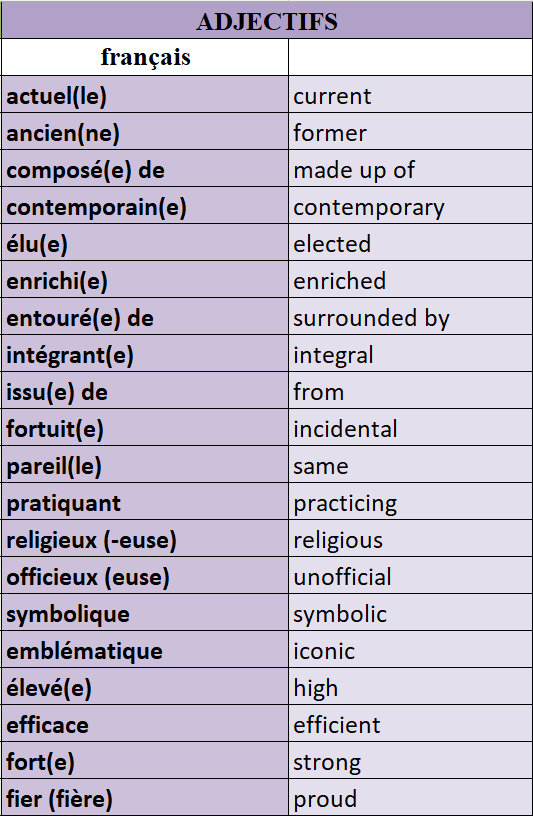 ADJECTIFS
français
actuel(le) current
ancien(ne) former
composé(e) de made up of
contemporain(e) contemporary
élu(e) elected
enrichi(e) enriched
entouré(e) de surrounded by
intégrant(e) integral
issu(e) de from
fortuit(e) incidental
pareil(le) same
pratiquant practicing
religieux (-euse) religious
officieux (euse) unofficial
symbolique symbolic
emblématique iconic
élevé(e) high
efficace efficient
fort(e) strong
fier (fière) proud